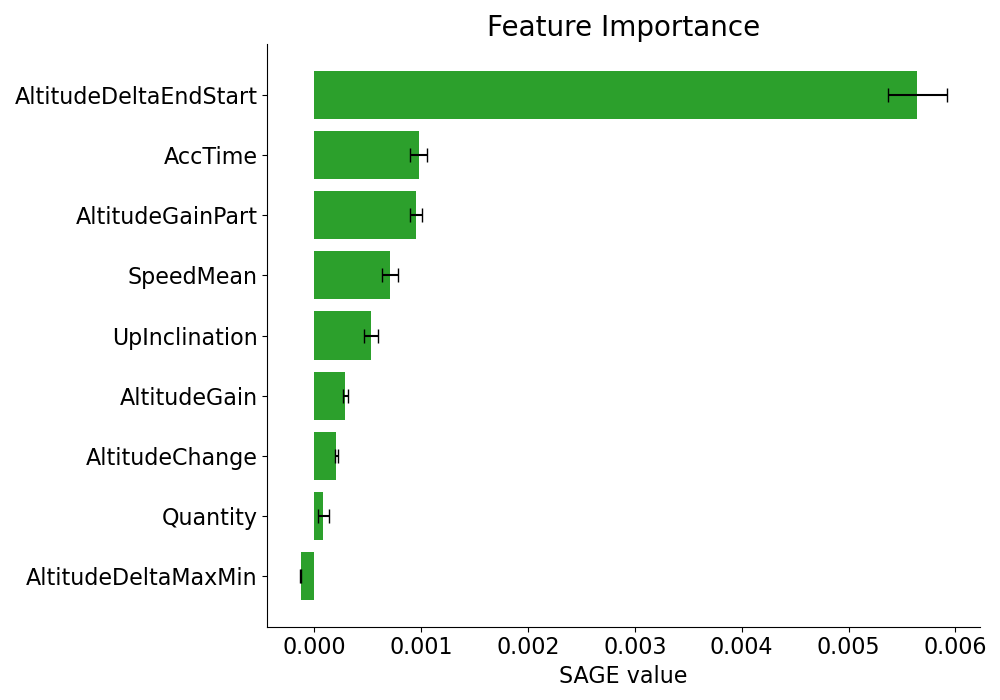 Feature Importance
AltitudeDeltaEndStart
AccTime
AltitudeGainPart
SpeedMean
UpInclination
AltitudeGain
AltitudeChange
Quantity
AltitudeDeltaMaxMin
0.000 0.001 0.002 0.003 0.004 0.005 0.006
SAGE value